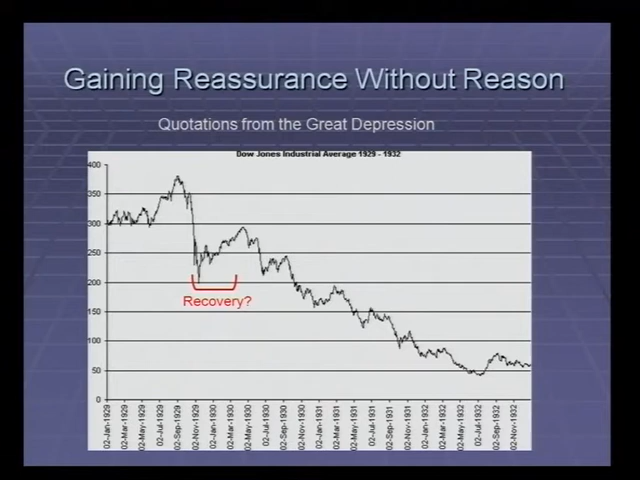 Gaining Reassurance Without Reason
Quotations from the Great Depression
Dow Jones Industrial Average 1929 - 1932
400
350
300
250
200
150
100
50
0
Recovery?
02-Jan-1929
02-Mar-1929
02-May-1929
02-Jul-1929
02-Sep-1929
02-Nov-1929
02-Jan-1930
02-Mar-1930
02-May-1930
02-Jul-1930
02-Sep-1930
02-Nov-1930
02-Jan-1931
02-Mar-1931
02-May-1931
02-Jul-1931
02-Sep-1931
02-Nov-1931
02-Jan-1932
02-Mar-1932
02-May-1932
02-Jul-1932
02-Sep-1932
02-Nov-1932